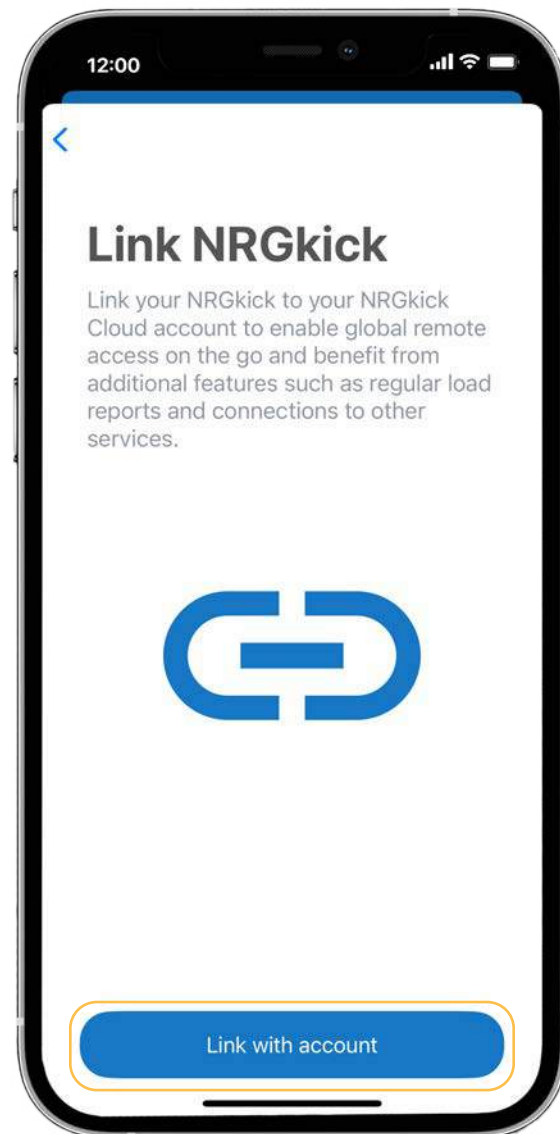 12:00
Link NRGkick
Link your NRGkick to your NRGkick
Cloud account to enable global remote
access on the go and benefit from
additional features such as regular load
reports and connections to other
services.
Link with account